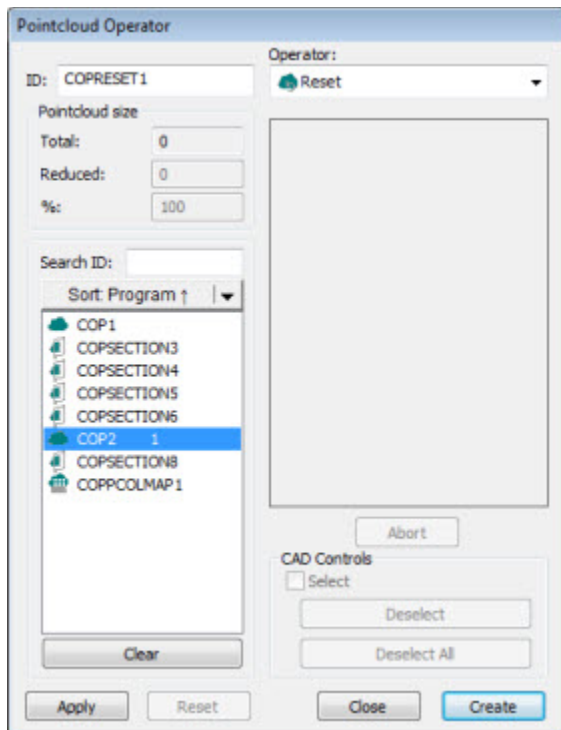 Pointcloud Operator
ID: COPRESET1
Operator:
Reset
Pointcloud size
Total: 0
Reduced: 0
%: 100
Search ID:
Sort: Program ↑
COP1
COPSECTION3
COPSECTION4
COPSECTION5
COPSECTION6
COP2 1
COPSECTION8
COPPCOLMAP1
Clear
Abort
CAD Controls
Select
Deselect
Deselect All
Apply
Reset
Close
Create